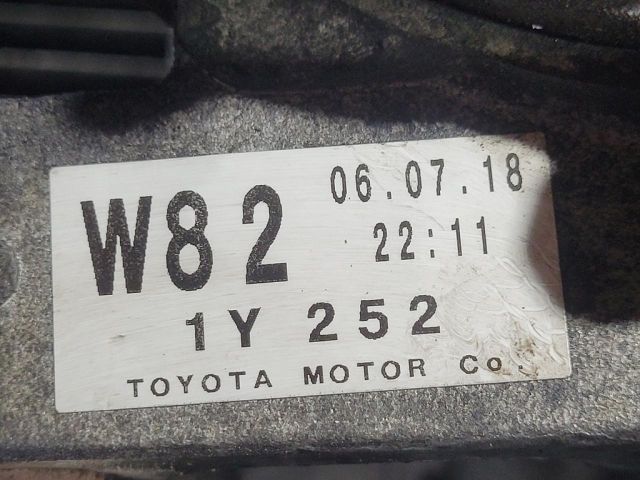 W82 06.07.18
22:11
1Y 252
TOYOTA MOTOR Co.